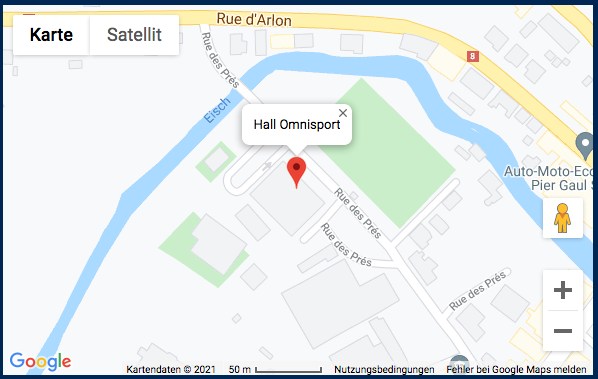 Karte
Satellit
Rue d'Arlon
Rue des Prés
8
Eisch
Hall Omnisport
Auto-Moto-Eco
Pier Gaul S
Rue des Prés
Rue des Prés
Rue des Prés
Google
Kartendaten © 2021
50 m
Nutzungsbedingungen
Fehler bei Google Maps melden